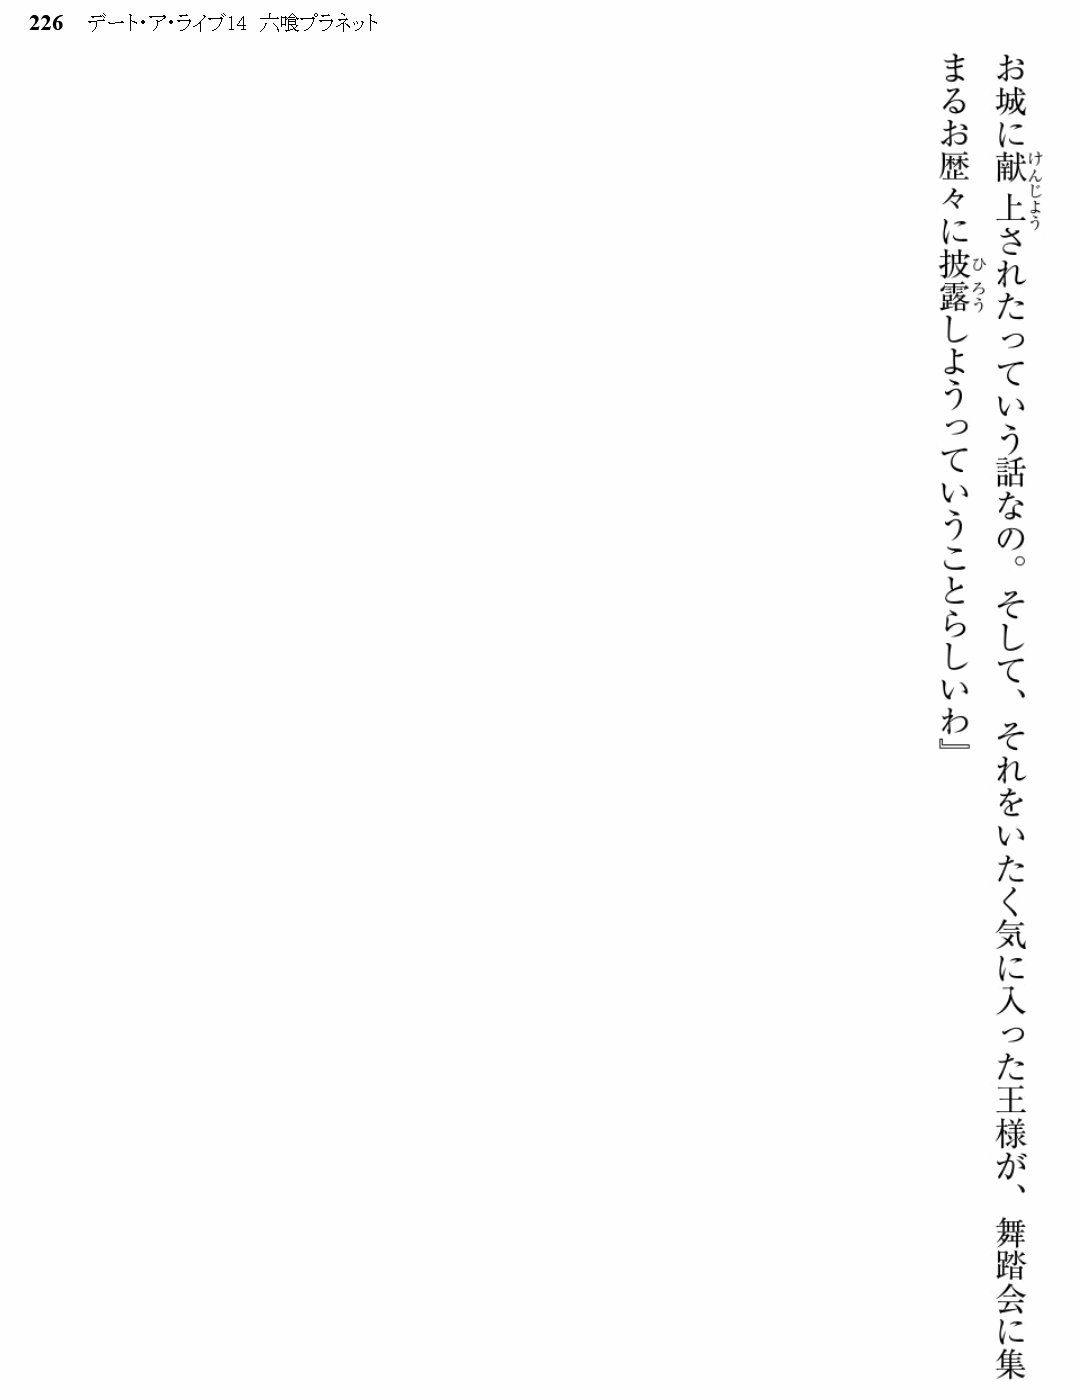 226 デート・ア・ライブ14 六喰プラネット
お城に献上されたっていう話なの。そして、それをいたく気に入った王様が、舞踏会に集
けんじょう
まるお歴々に披露しようっていうことらしいわ』
ひろう